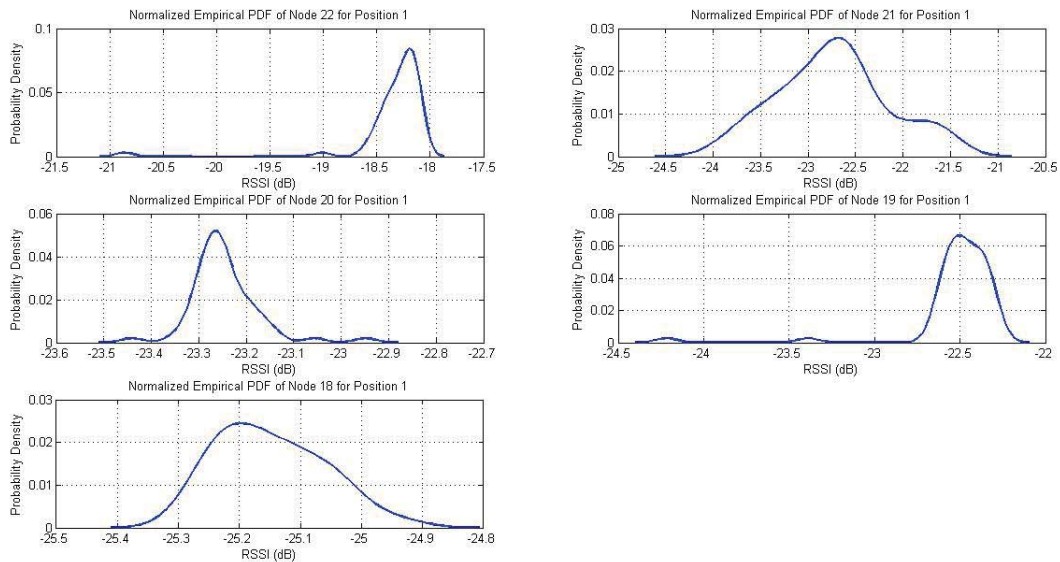 Normalized Empirical PDF of Node 22 for Position 1
0.1
0.05
0
Probability Density
-21.5 -21 -20.5 -20 -19.5 -19 -18.5 -18 -17.5
RSSI (dB)
Normalized Empirical PDF of Node 21 for Position 1
0.03
0.02
0.01
0
Probability Density
-25 -24.5 -24 -23.5 -23 -22.5 -22 -21.5 -21 -20.5
RSSI (dB)
Normalized Empirical PDF of Node 20 for Position 1
0.06
0.04
0.02
0
Probability Density
-23.6 -23.5 -23.4 -23.3 -23.2 -23.1 -23 -22.9 -22.8 -22.7
RSSI (dB)
Normalized Empirical PDF of Node 19 for Position 1
0.08
0.06
0.04
0.02
0
Probability Density
-24.5 -24 -23.5 -23 -22.5 -22
RSSI (dB)
Normalized Empirical PDF of Node 18 for Position 1
0.03
0.02
0.01
0
Probability Density
-25.5 -25.4 -25.3 -25.2 -25.1 -25 -24.9 -24.8
RSSI (dB)